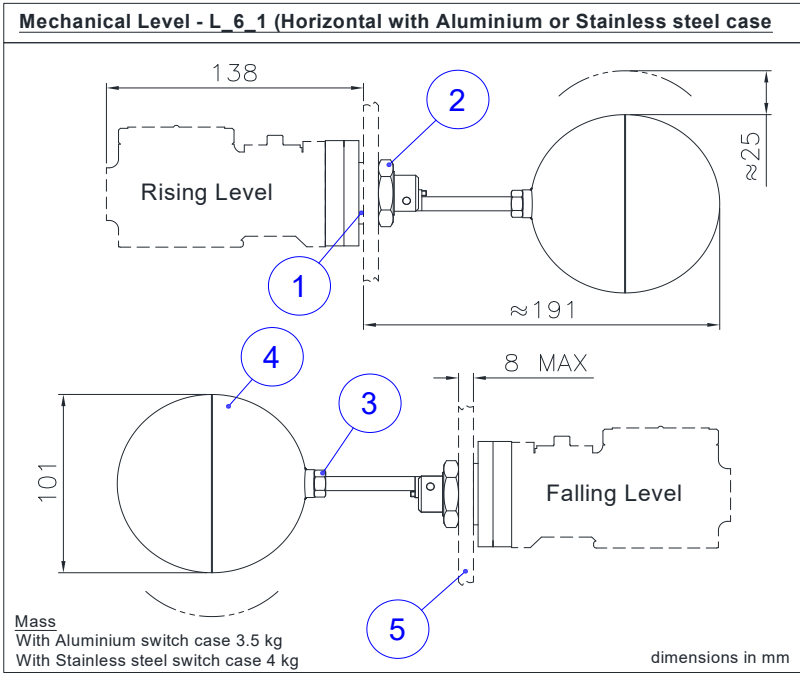 Mechanical Level - L_6_1 (Horizontal with Aluminium or Stainless steel case
138
2
≈25
Rising Level
1
≈191
4
8 MAX
3
101
Falling Level
5
Mass
With Aluminium switch case 3.5 kg
With Stainless steel switch case 4 kg
dimensions in mm